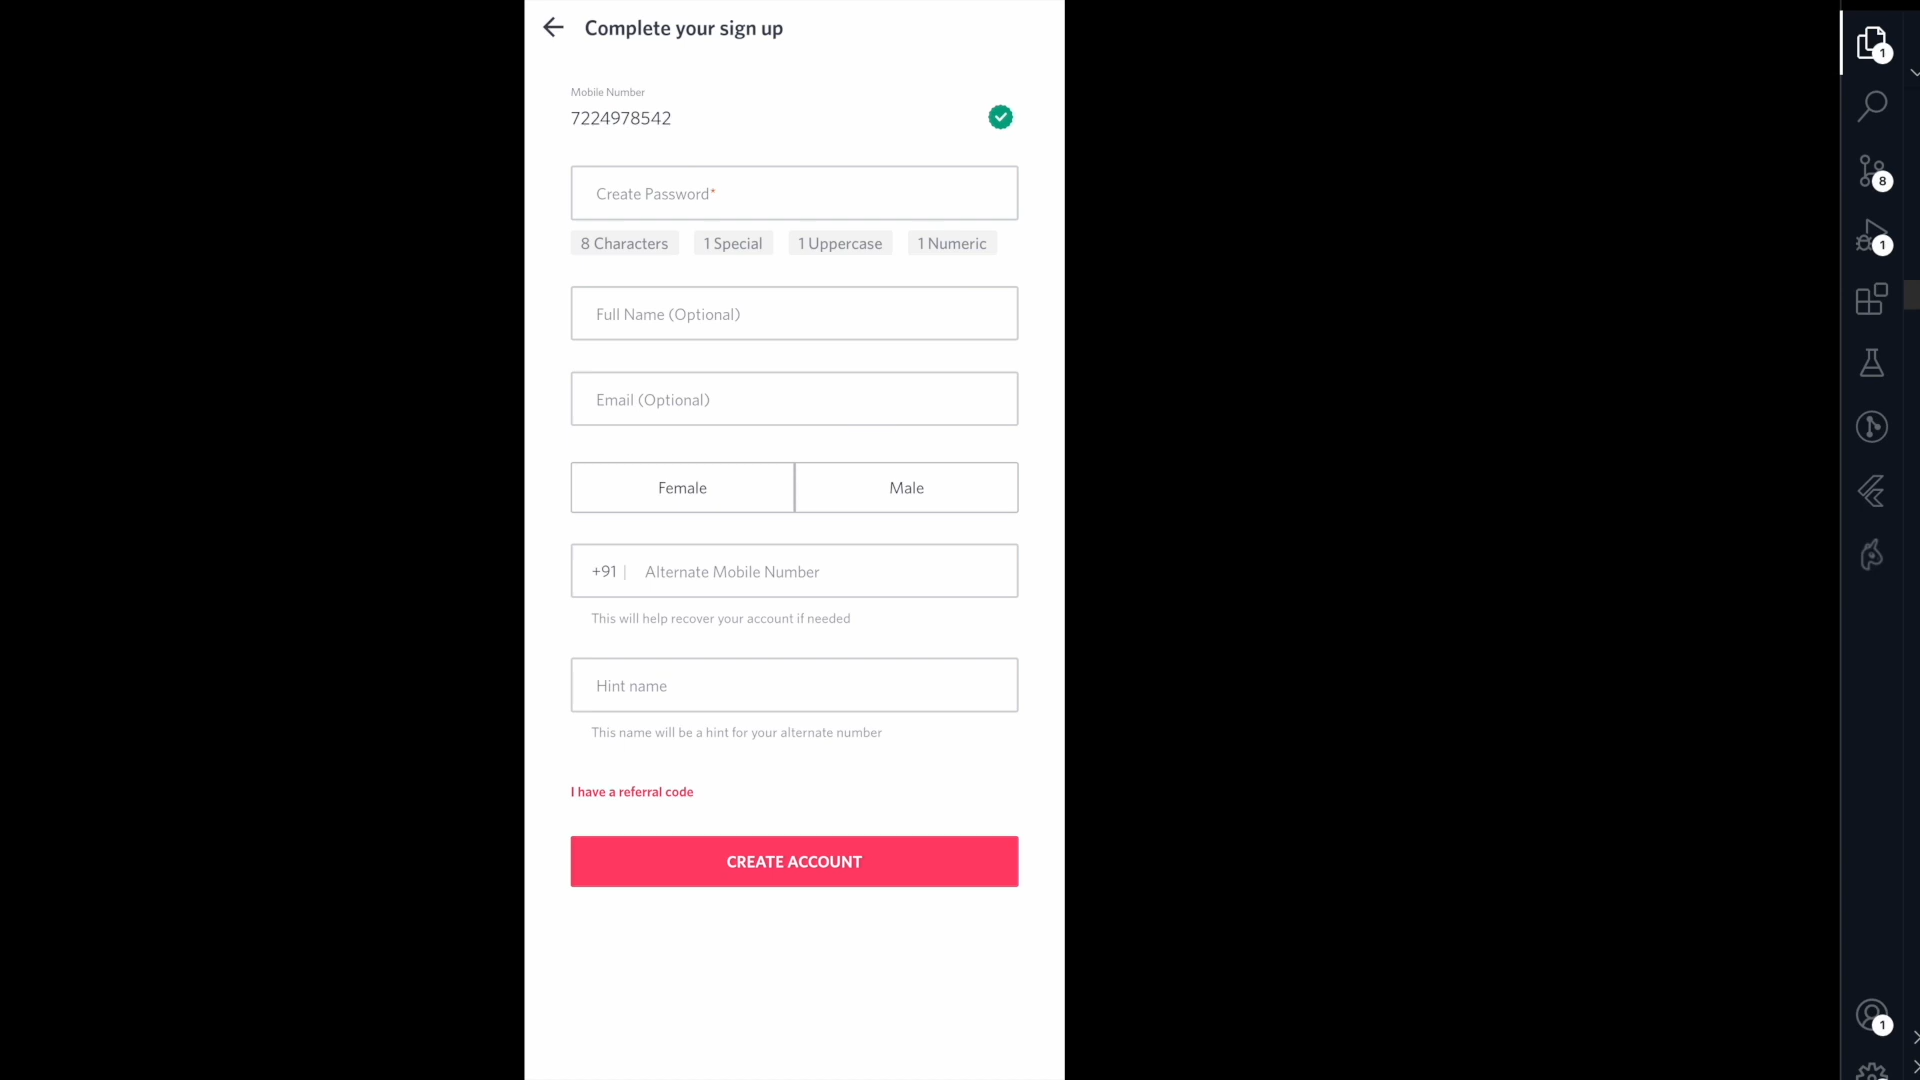 Complete your sign up
Mobile Number
7224978542
Create Password*
8 Characters 1 Special 1 Uppercase 1 Numeric
Full Name (Optional)
Email (Optional)
Female Male
+91 | Alternate Mobile Number
This will help recover your account if needed
Hint name
This name will be a hint for your alternate number
I have a referral code
CREATE ACCOUNT
1
8
1
1